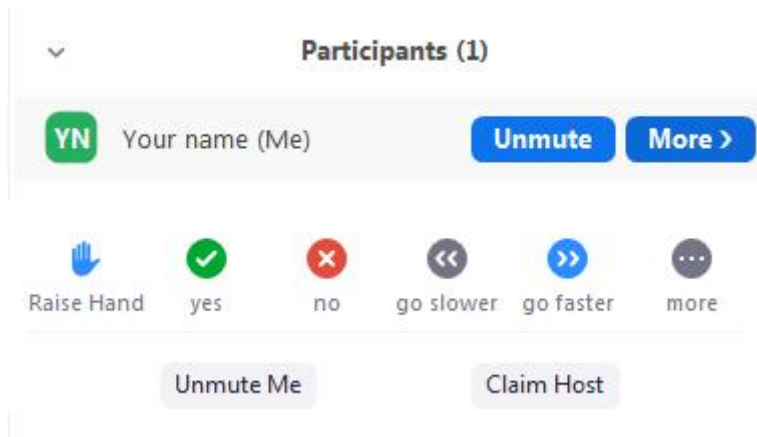 Participants (1)
YN Your name (Me) Unmute More >
Raise Hand yes no go slower go faster more
Unmute Me Claim Host